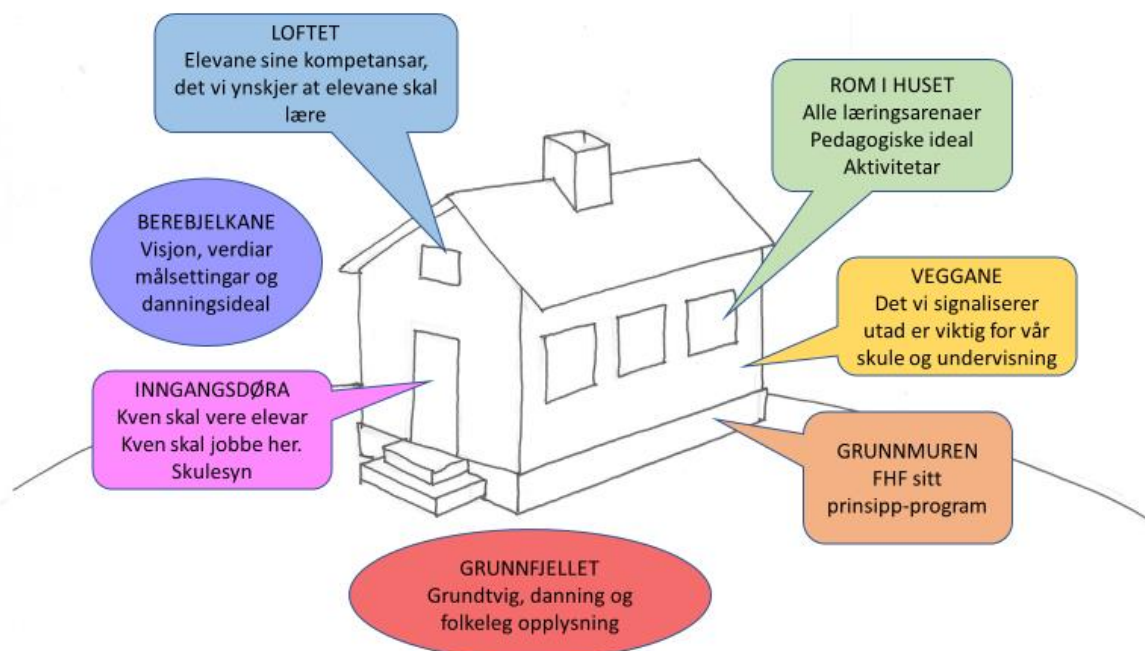 LOFTET
Elevane sine kompetansar,
det vi ynskjer at elevane skal
lære
ROM I HUSET
Alle læringsarenaer
Pedagogiske ideal
Aktivitetar
BEREBJELKANE
Visjon, verdiar
målsettingar og
danningsideal
VEGGANE
Det vi signaliserer
utad er viktig for vår
skule og undervisning
INNGANGSDØRA
Kven skal vere elevar
Kven skal jobbe her.
Skulesyn
GRUNNMUREN
FHF sitt
prinsipp-program
GRUNNFJELLET
Grundtvig, danning og
folkeleg opplysning